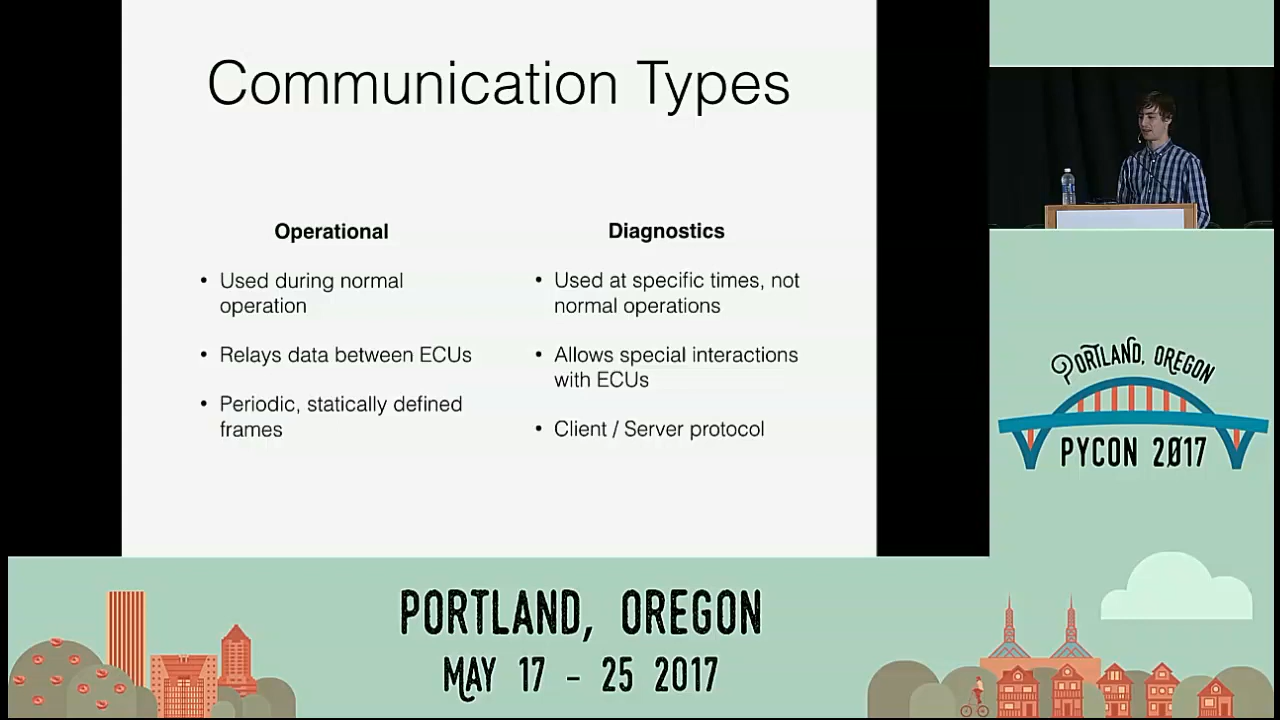 Communication Types
Operational
• Used during normal
operation
• Relays data between ECUs
• Periodic, statically defined
frames
Diagnostics
• Used at specific times, not
normal operations
• Allows special interactions
with ECUs
• Client / Server protocol
PORTLAND, OREGON
PYCON 2017
PORTLAND, OREGON
MAY 17 - 25 2017